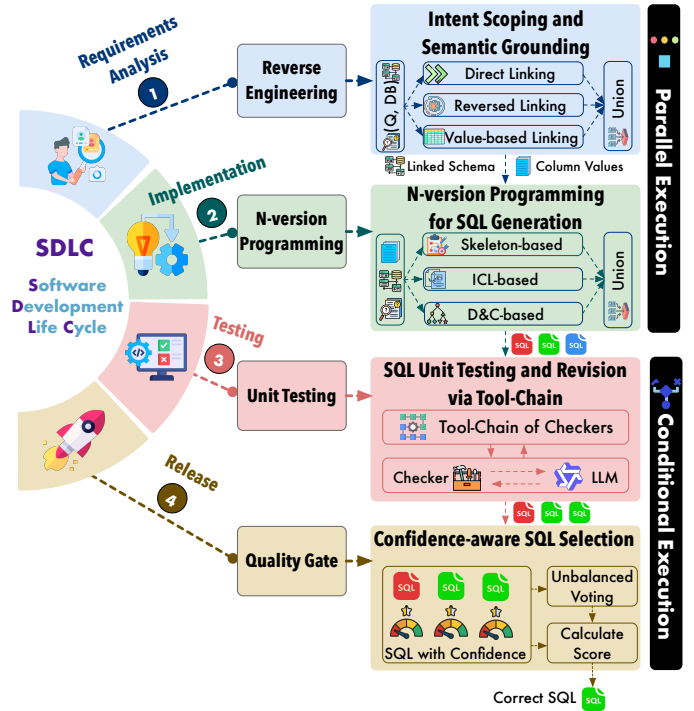 Requirements
Analysis
1
Reverse
Engineering
Intent Scoping and
Semantic Grounding
(Q, DB)
Direct Linking
Reversed Linking
Value-based Linking
Union
Linked Schema
Column Values
Parallel Execution
SDLC
Software
Development
Life Cycle
Implementation
2
N-version
Programming
N-version Programming
for SQL Generation
Skeleton-based
ICL-based
D&C-based
Union
SQL
SQL
SQL
Testing
3
Unit Testing
SQL Unit Testing and Revision
via Tool-Chain
Tool-Chain of Checkers
Checker
LLM
SQL
SQL
SQL
Conditional Execution
Release
4
Quality Gate
Confidence-aware SQL Selection
SQL
SQL
SQL
SQL with Confidence
Unbalanced
Voting
Calculate
Score
Correct SQL
SQL